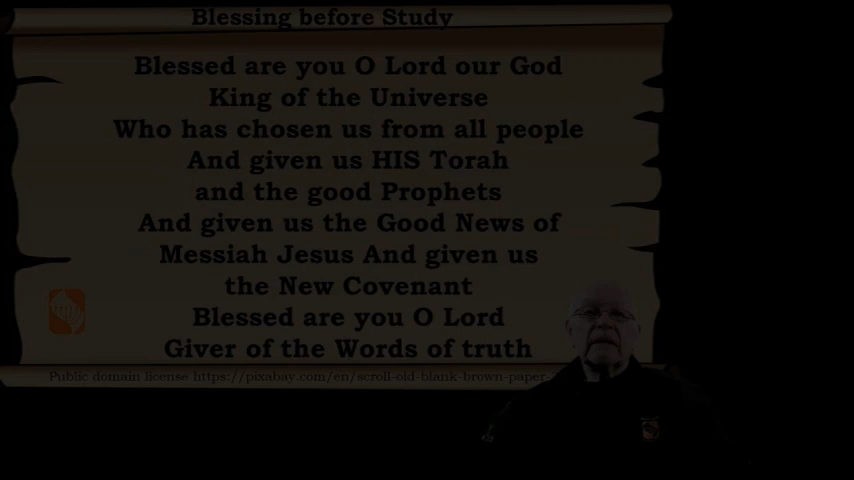 Blessing before Study
Blessed are you O Lord our God
King of the Universe
Who has chosen us from all people
And given us HIS Torah
and the good Prophets
And given us the Good News of
Messiah Jesus And given us
the New Covenant
Blessed are you O Lord
Giver of the Words of truth
Public domain license https://pixabay.com/en/scroll-old-blank-brown-paper-